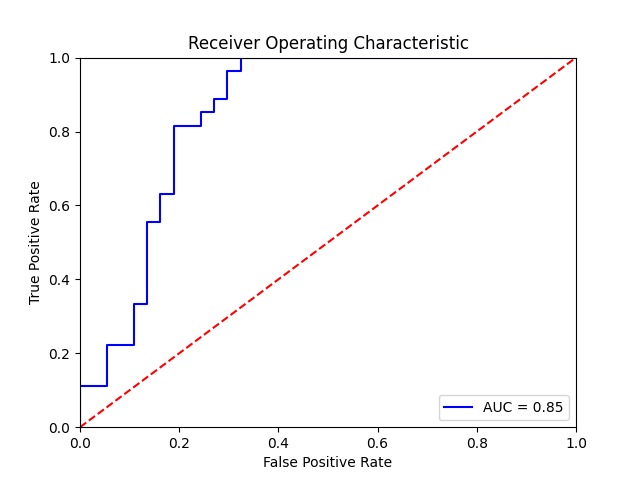 Receiver Operating Characteristic
True Positive Rate
1.0
0.8
0.6
0.4
0.2
0.0
AUC = 0.85
0.0 0.2 0.4 0.6 0.8 1.0
False Positive Rate